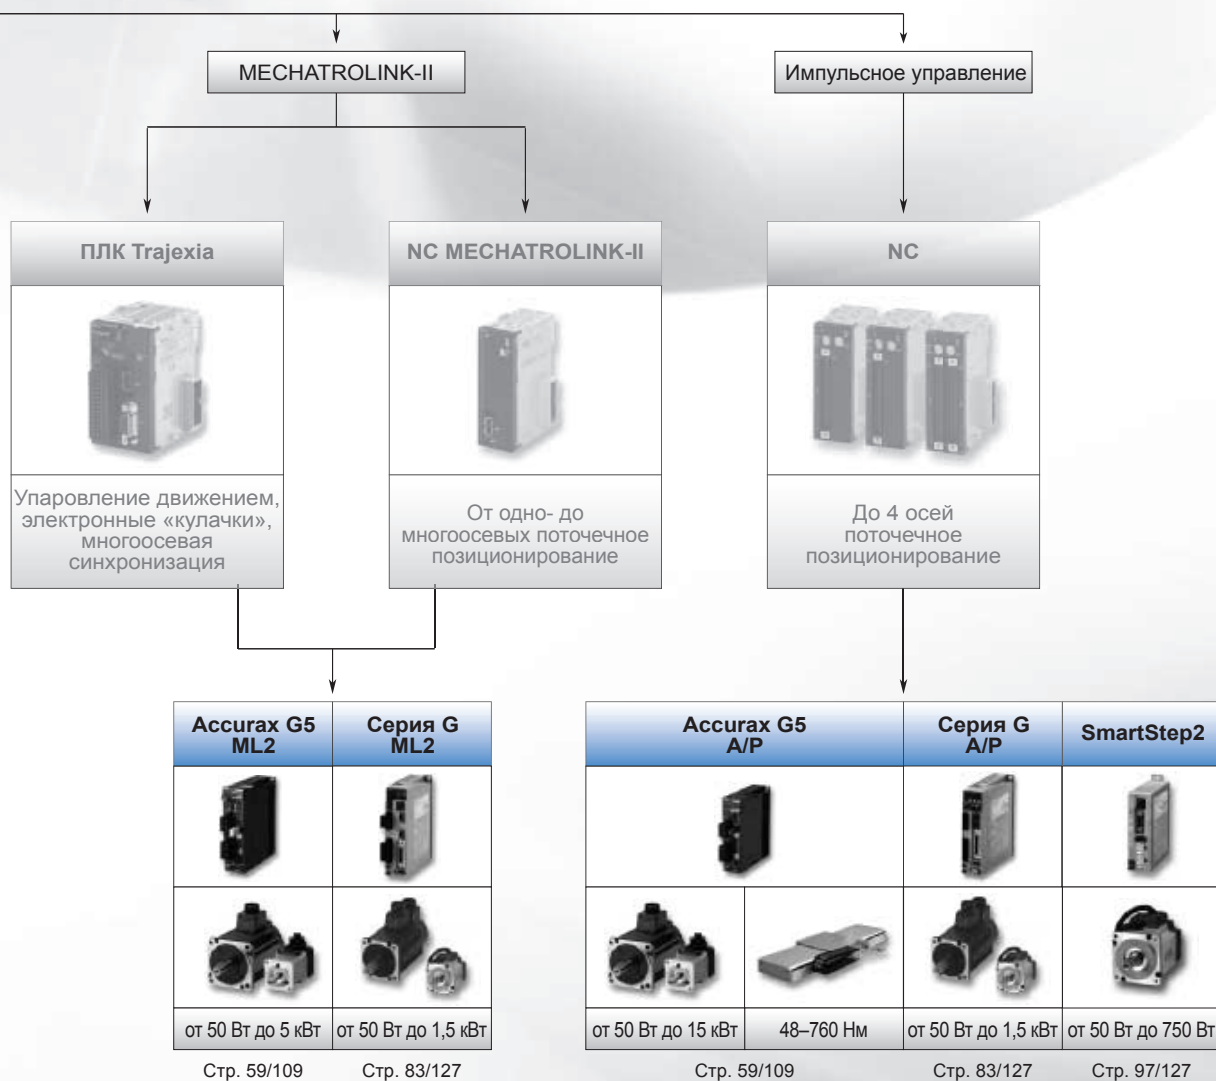 MECHATROLINK-II
Импульсное управление
ПЛК Trajexia
NC MECHATROLINK-II
NC
Упаровление движением,
электронные «кулачки»,
многоосевая
синхронизация
От одно- до
многоосевых поточечное
позиционирование
До 4 осей
поточечное
позиционирование
Accurax G5
ML2
Серия G
ML2
Accurax G5
A/P
Серия G
A/P
SmartStep2
от 50 Вт до 5 кВт
от 50 Вт до 1,5 кВт
от 50 Вт до 15 кВт
48–760 Нм
от 50 Вт до 1,5 кВт
от 50 Вт до 750 Вт
Стр. 59/109
Стр. 83/127
Стр. 59/109
Стр. 83/127
Стр. 97/127